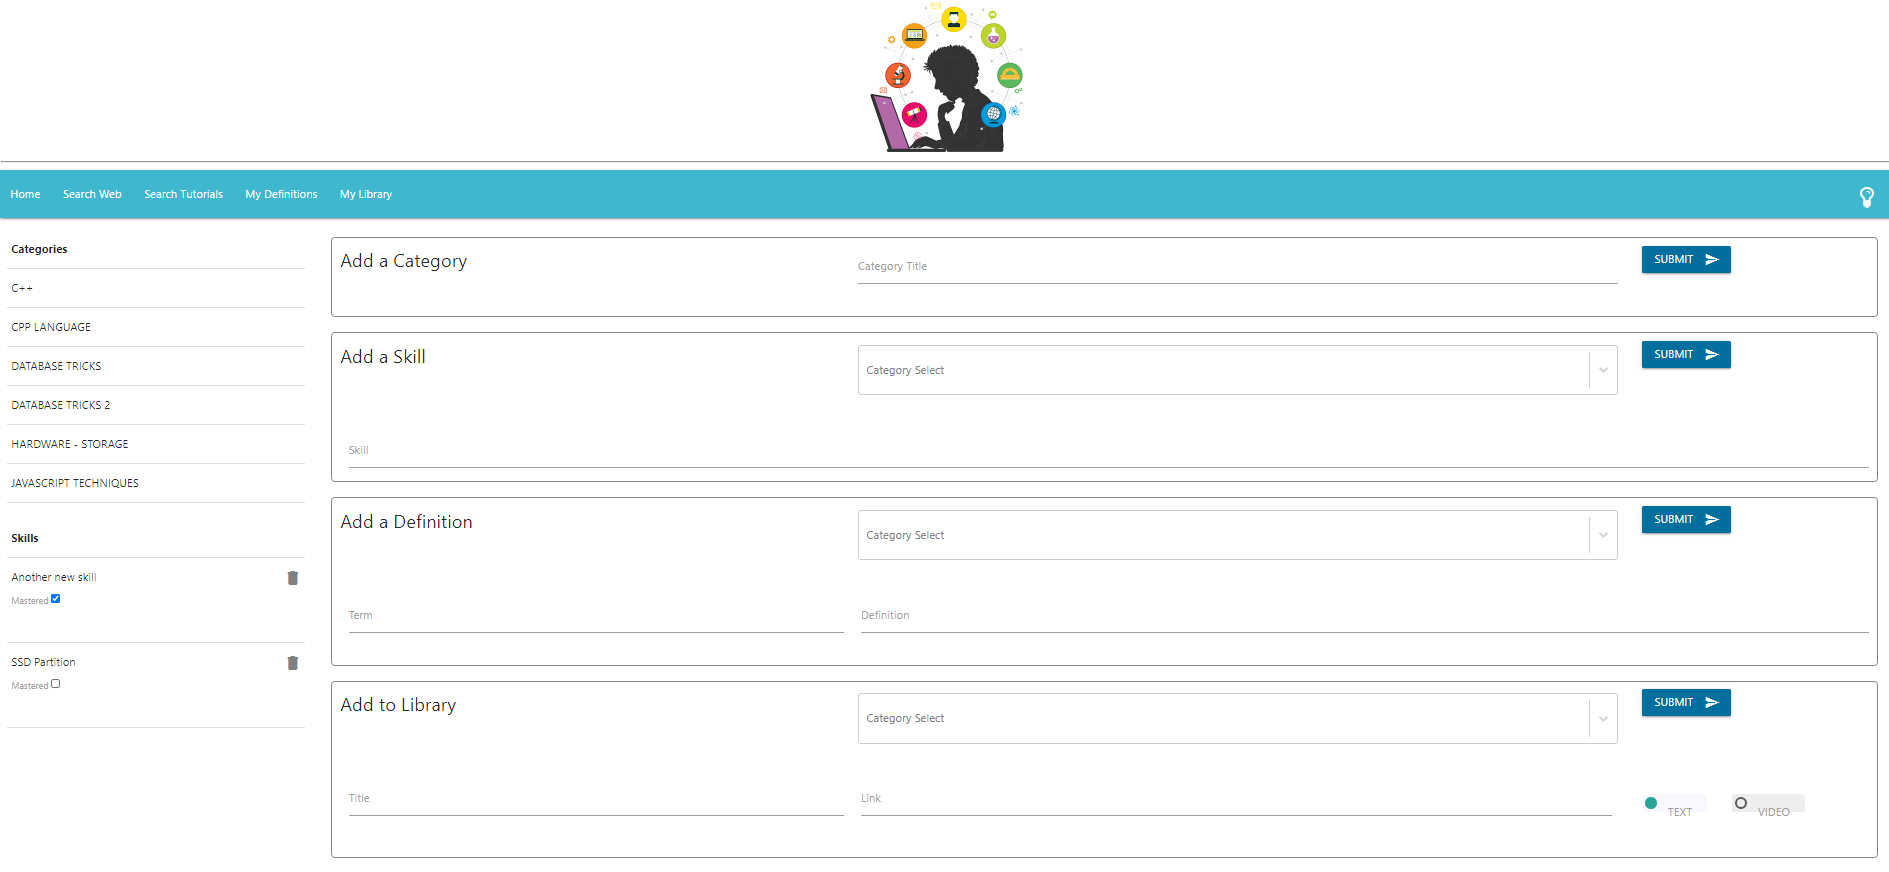 Home Search Web Search Tutorials My Definitions My Library
Categories
C++
CPP LANGUAGE
DATABASE TRICKS
DATABASE TRICKS 2
HARDWARE - STORAGE
JAVASCRIPT TECHNIQUES
Skills
Another new skill
Mastered
SSD Partition
Mastered
Add a Category
Category Title
SUBMIT
Add a Skill
Category Select
SUBMIT
Skill
Add a Definition
Category Select
SUBMIT
Term Definition
Add to Library
Category Select
SUBMIT
Title Link TEXT VIDEO